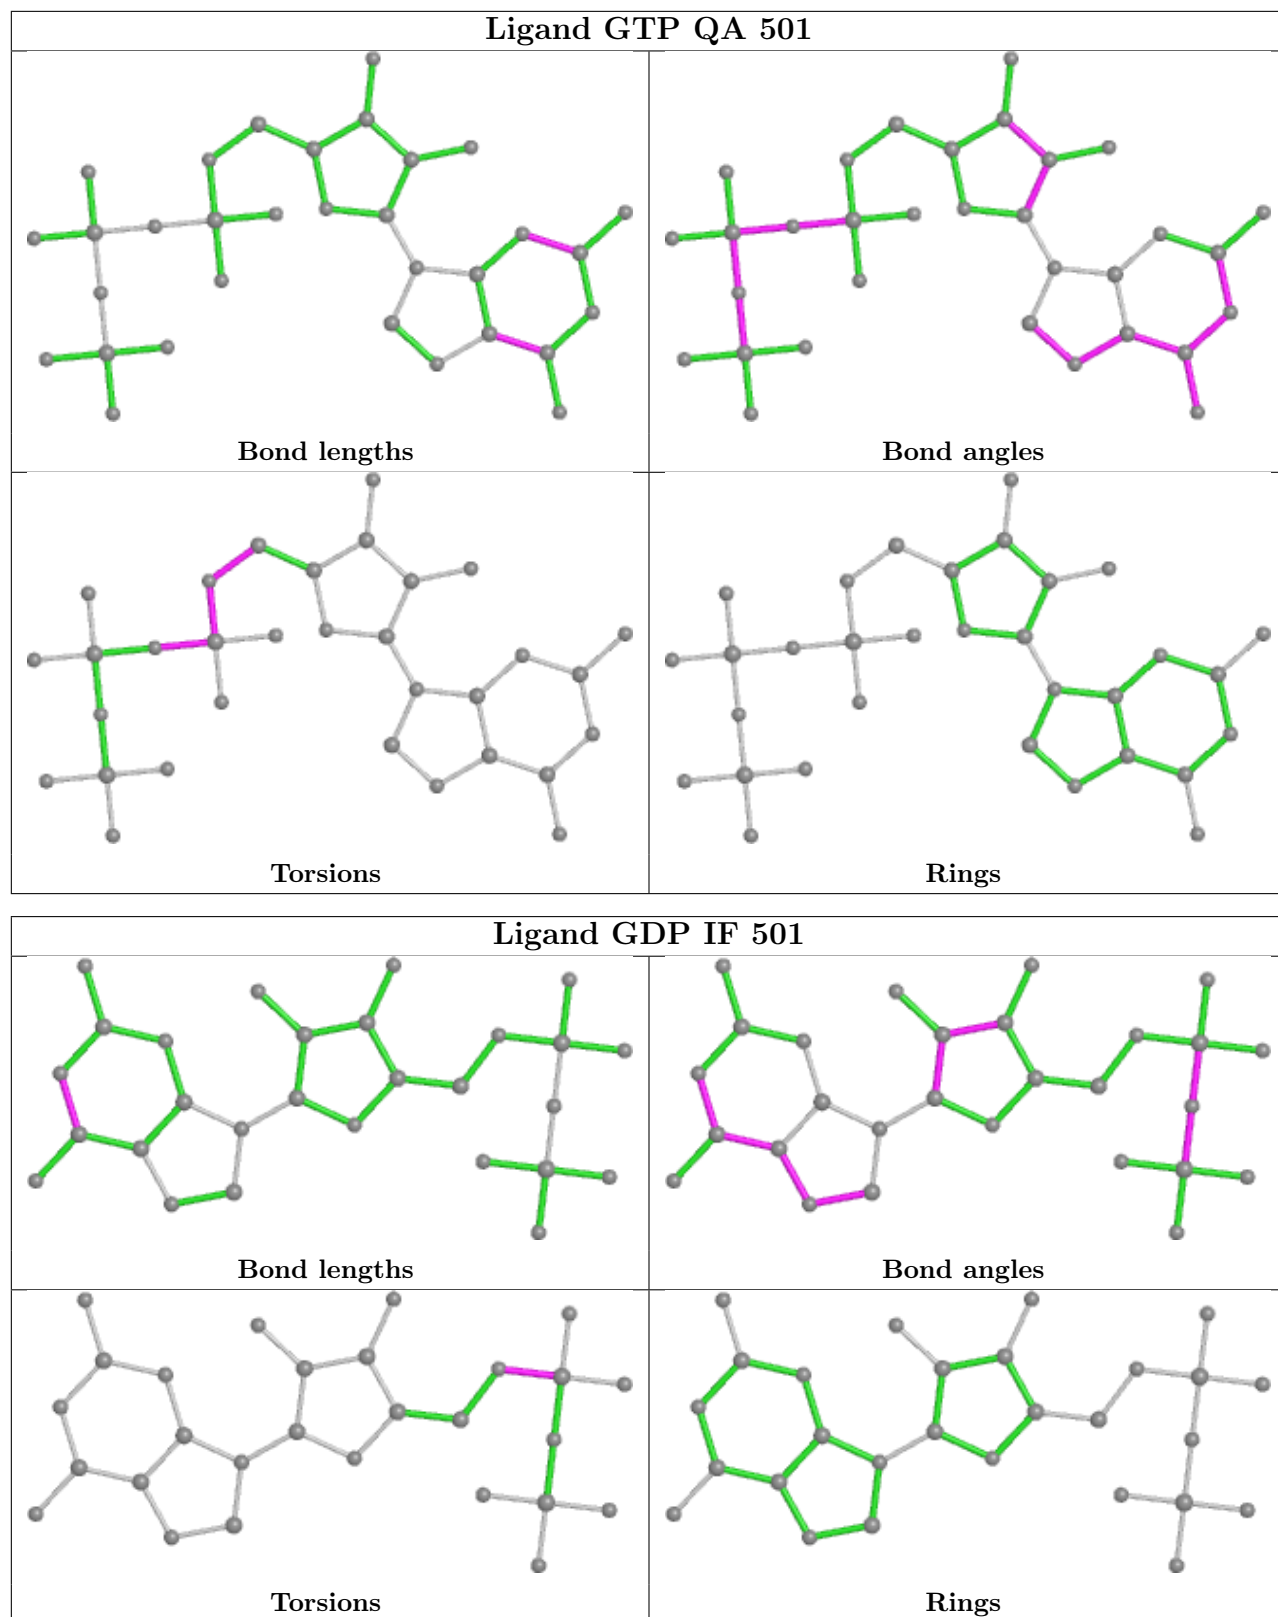 Ligand GTP QA 501
Bond lengths
Bond angles
Torsions
Rings
Ligand GDP IF 501
Bond lengths
Bond angles
Torsions
Rings